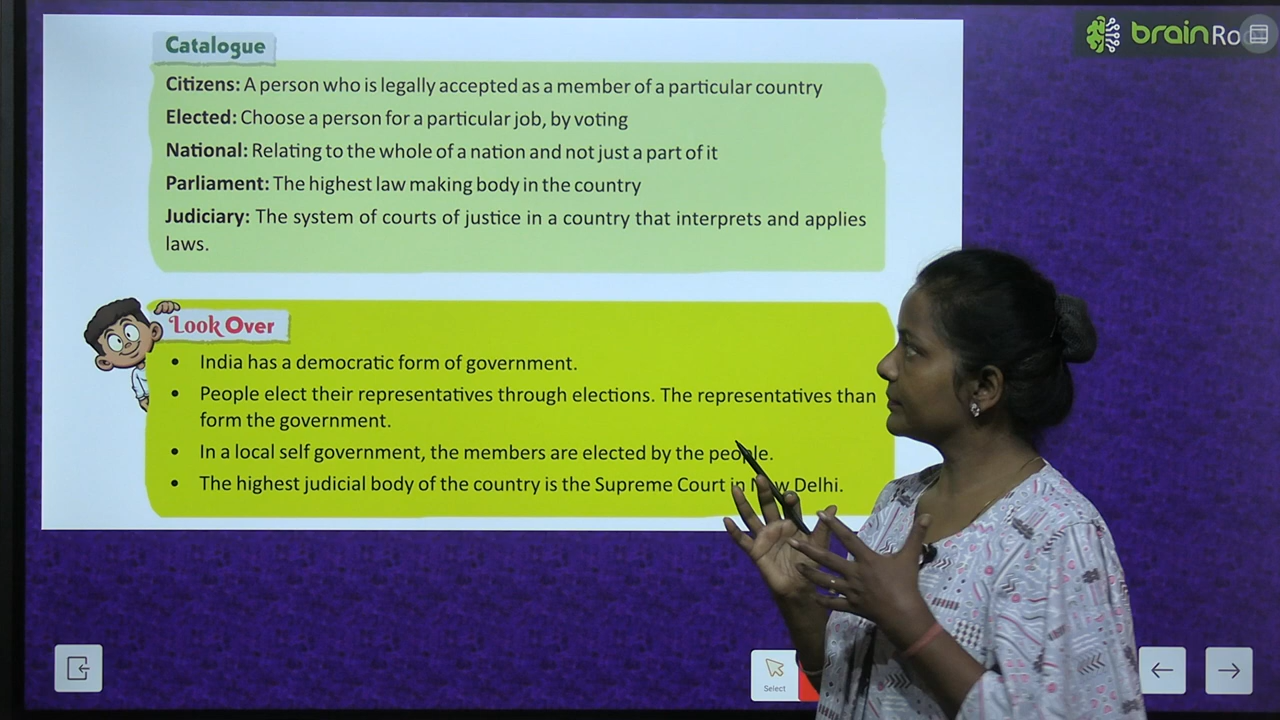 brainRo
Catalogue
Citizens: A person who is legally accepted as a member of a particular country
Elected: Choose a person for a particular job, by voting
National: Relating to the whole of a nation and not just a part of it
Parliament: The highest law making body in the country
Judiciary: The system of courts of justice in a country that interprets and applies
laws.
Look Over
• India has a democratic form of government.
• People elect their representatives through elections. The representatives than
form the government.
• In a local self government, the members are elected by the people.
• The highest judicial body of the country is the Supreme Court in New Delhi.
Select